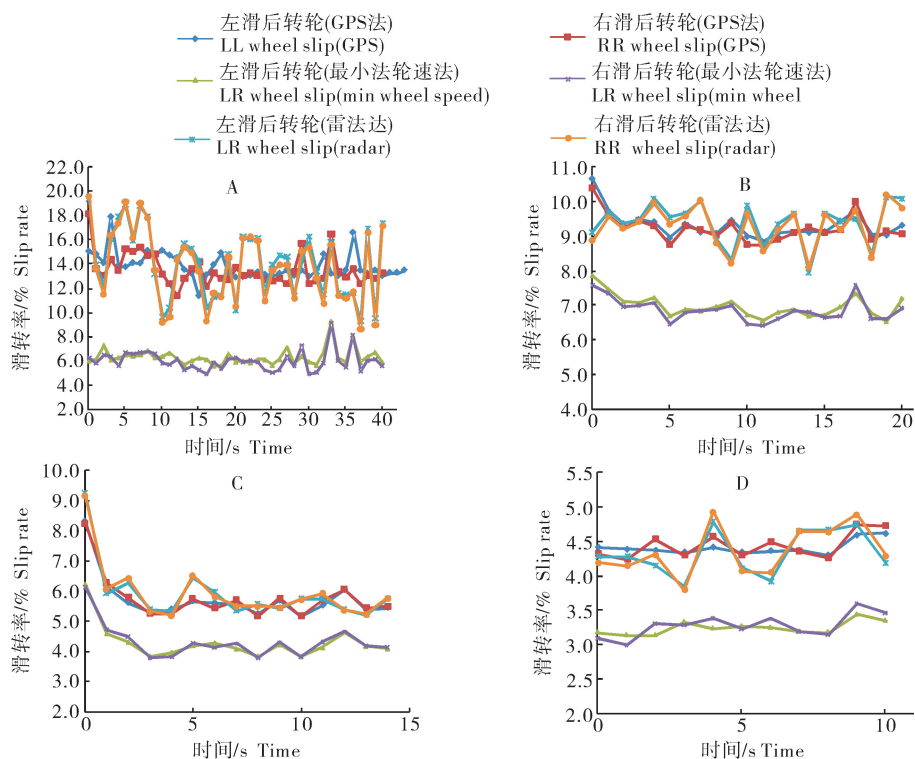 左滑后转轮(GPS法)
LL wheel slip(GPS)
右滑后转轮(GPS法)
RR wheel slip(GPS)
左滑后转轮(最小法轮速法)
LR wheel slip(min wheel speed)
右滑后转轮(最小法轮速法)
LR wheel slip(min wheel
左滑后转轮(雷法达)
LR wheel slip(radar)
右滑后转轮(雷法达)
RR wheel slip(radar)
A
滑转率/% Slip rate
22.0
20.0
18.0
16.0
14.0
12.0
10.0
8.0
6.0
4.0
2.0
0 5 10 15 20 25 30 35 40
时间/s Time
B
滑转率/% Slip rate
11.0
10.0
9.0
8.0
7.0
6.0
5.0
4.0
0 5 10 15 20
时间/s Time
C
滑转率/% Slip rate
10.0
9.0
8.0
7.0
6.0
5.0
4.0
3.0
2.0
0 5 10 15
时间/s Time
D
滑转率/% Slip rate
5.5
5.0
4.5
4.0
3.5
3.0
2.5
2.0
0 5 10
时间/s Time